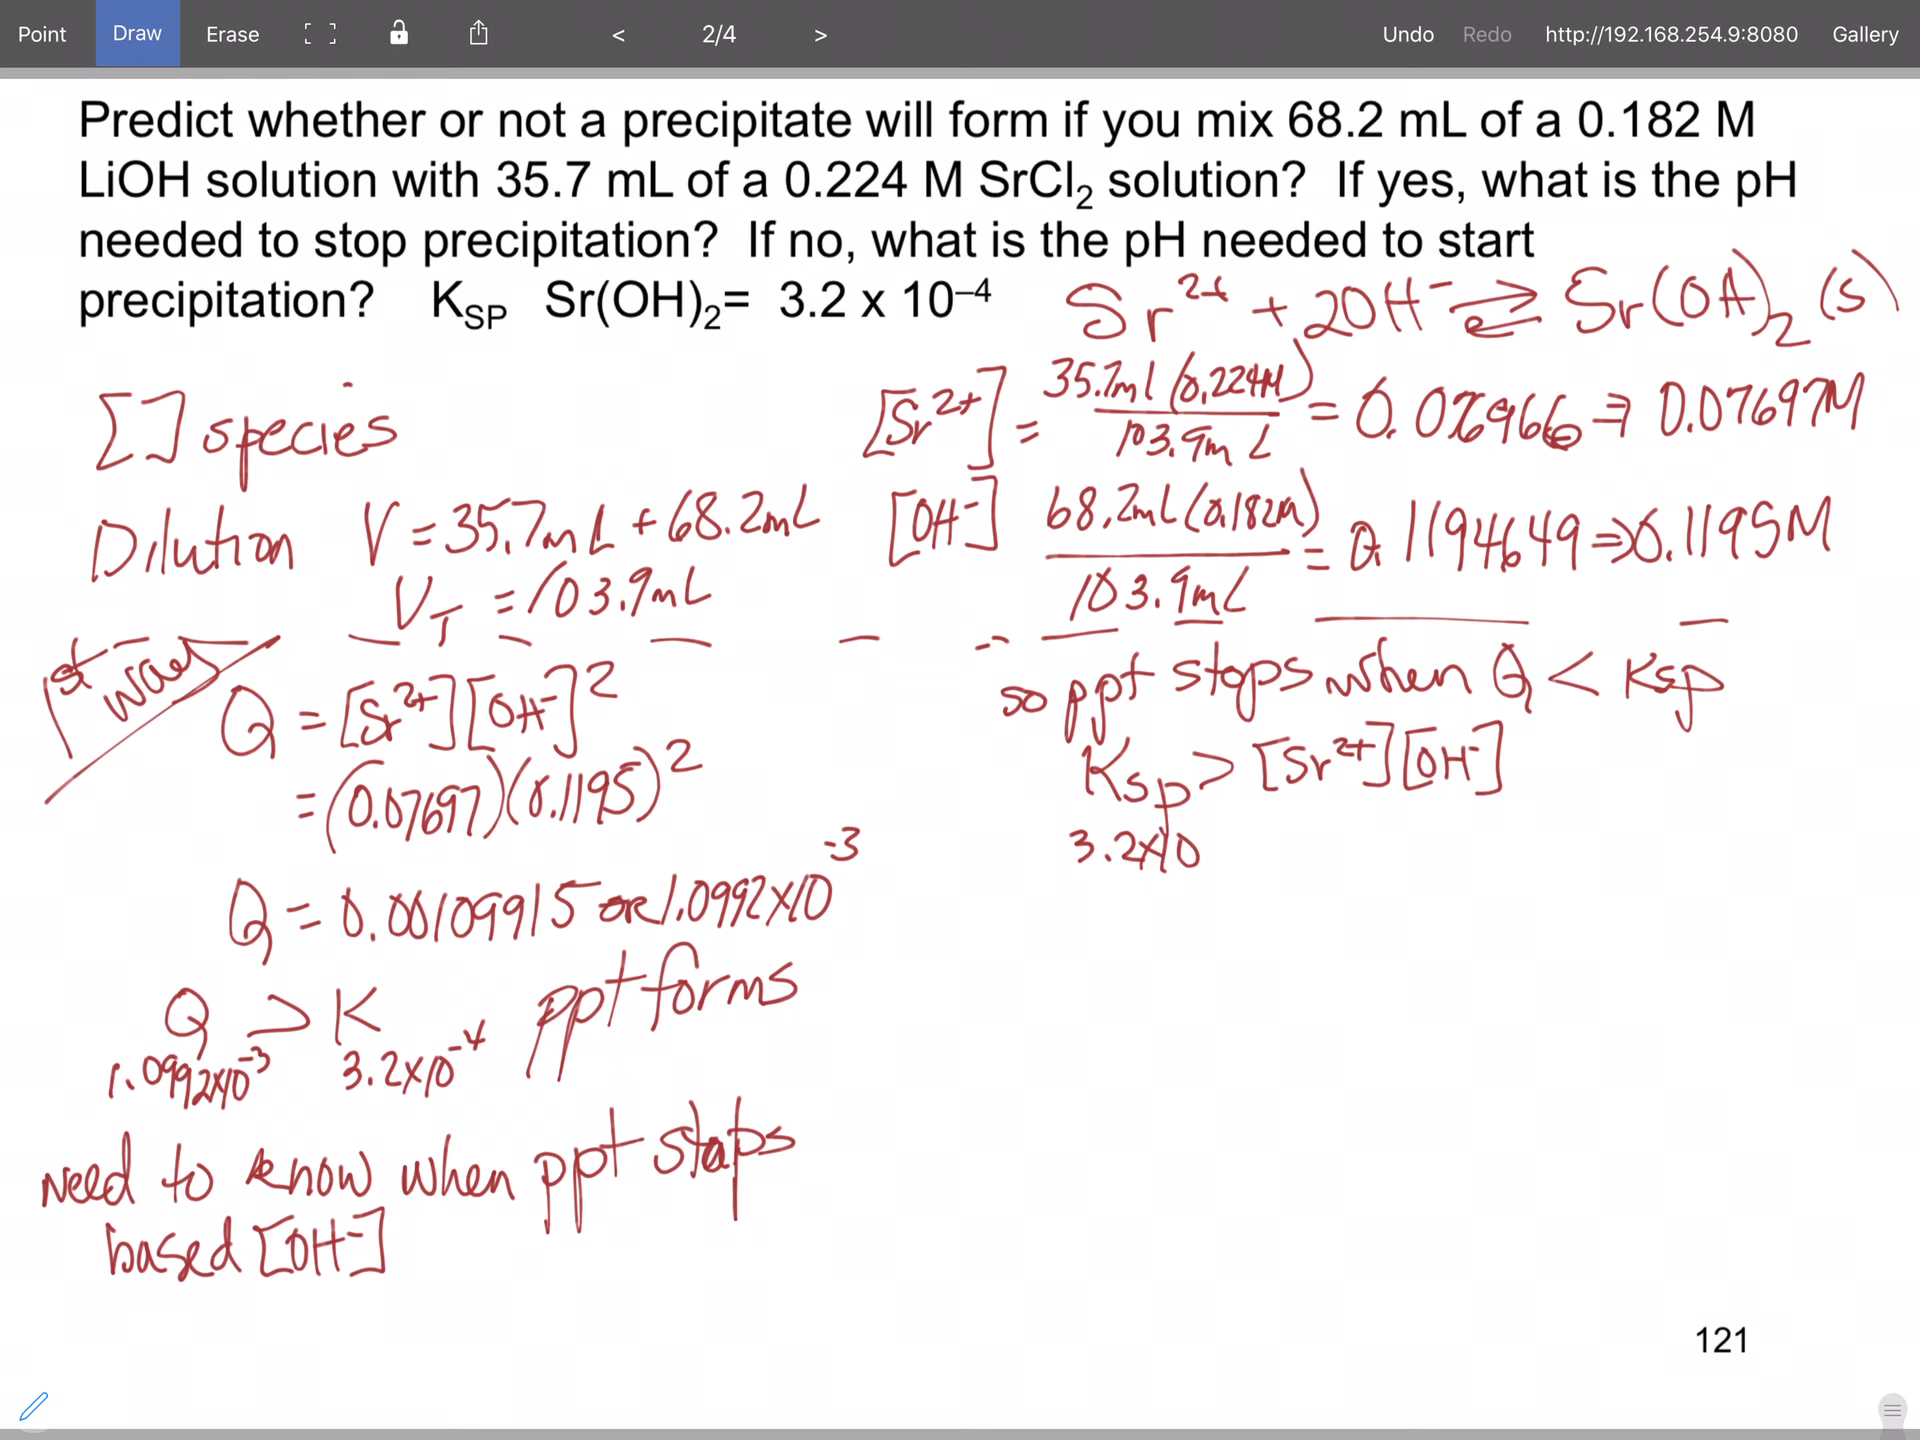 Point Draw Erase < 2/4 > Undo Redo http://192.168.254.9:8080 Gallery
Predict whether or not a precipitate will form if you mix 68.2 mL of a 0.182 M
LiOH solution with 35.7 mL of a 0.224 M SrCl₂ solution? If yes, what is the pH
needed to stop precipitation? If no, what is the pH needed to start
precipitation? K_SP Sr(OH)₂= 3.2 x 10⁻⁴
Sr²⁺ + 2OH⁻ ⇌ Sr(OH)₂ (s)
[ ] species
Dilution V = 35.7mL + 68.2mL
V_T = 103.9mL
[Sr²⁺] = 35.7ml (0.224M) / 103.9mL = 0.076966 ⇒ 0.07697M
[OH⁻] 68.2mL (0.182M) / 103.9mL = 0.1194649 ⇒ 0.1195M
1st way
Q = [Sr²⁺][OH⁻]²
= (0.07697)(0.1195)²
Q = 0.00109915 or 1.0992x10⁻³
Q > K ppt forms
1.0992x10⁻³ 3.2x10⁻⁴
Need to know when ppt stops
based [OH⁻]
so ppt stops when Q < Ksp
Ksp > [Sr²⁺][OH⁻]
3.2x10
121